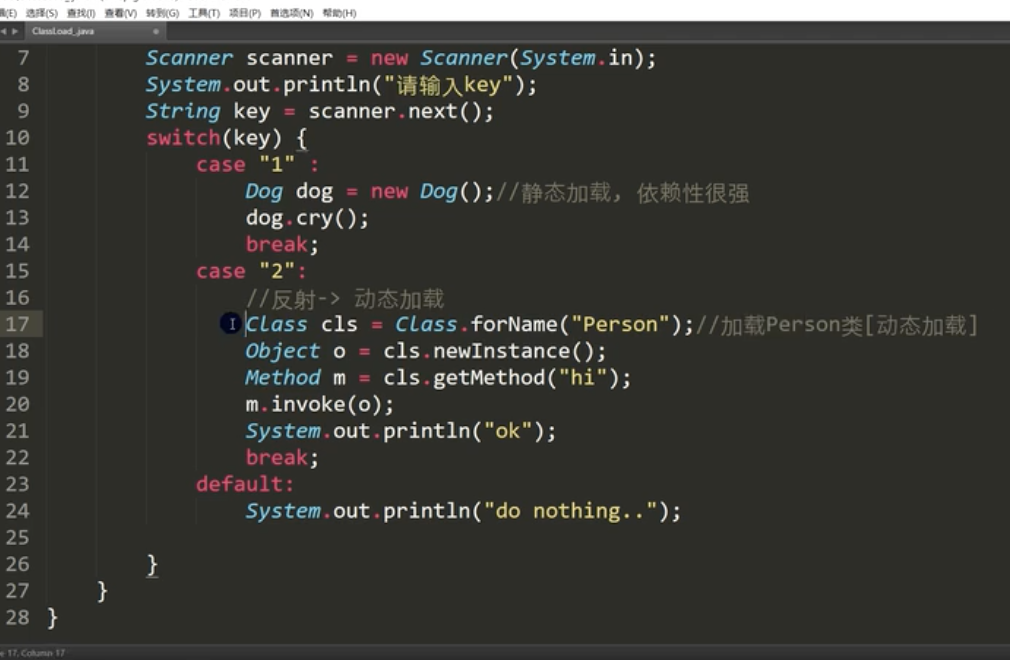 选择(S) 查找(I) 查看(V) 转到(G) 工具(T) 项目(P) 首选项(N) 帮助(H)
ClassLoad_.java
7 Scanner scanner = new Scanner(System.in);
8 System.out.println("请输入key");
9 String key = scanner.next();
10 switch(key) {
11 case "1" :
12 Dog dog = new Dog();//静态加载, 依赖性很强
13 dog.cry();
14 break;
15 case "2":
16 //反射-> 动态加载
17 Class cls = Class.forName("Person");//加载Person类[动态加载]
18 Object o = cls.newInstance();
19 Method m = cls.getMethod("hi");
20 m.invoke(o);
21 System.out.println("ok");
22 break;
23 default:
24 System.out.println("do nothing..");
25
26 }
27 }
28 }
17, Column 17